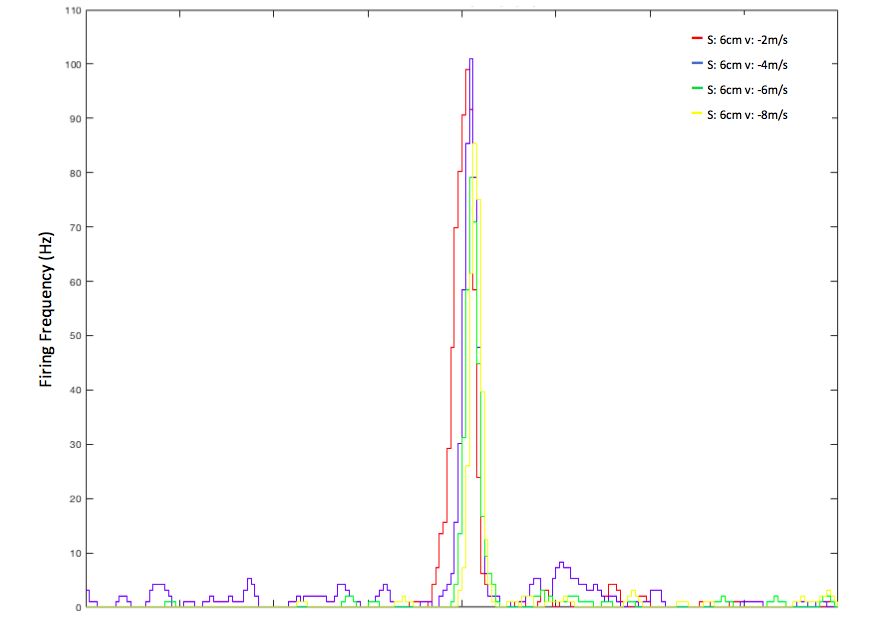 110
100
90
80
70
60
50
40
30
20
10
0
Firing Frequency (Hz)
S: 6cm v: -2m/s
S: 6cm v: -4m/s
S: 6cm v: -6m/s
S: 6cm v: -8m/s